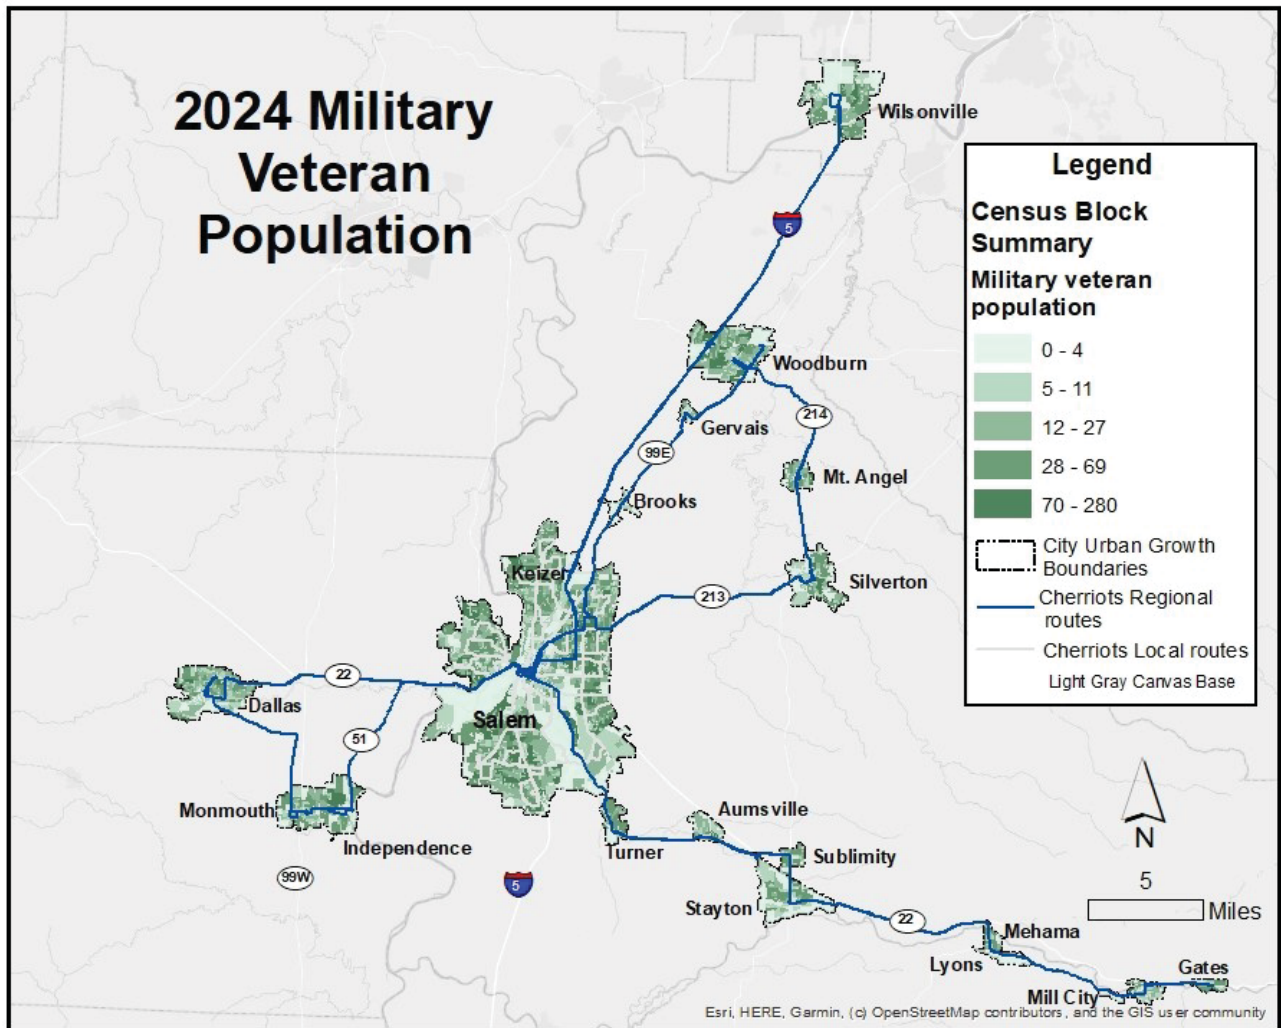 2024 Military
Veteran
Population
Wilsonville
5
Woodburn
214
Gervais
99E
Mt. Angel
Brooks
Keizer
Silverton
213
22
Dallas
Salem
51
Monmouth
Independence
99W
5
Turner
Aumsville
Sublimity
Stayton
22
Mehama
Lyons
Gates
Mill City
Legend
Census Block
Summary
Military veteran
population
0 - 4
5 - 11
12 - 27
28 - 69
70 - 280
City Urban Growth
Boundaries
Cherriots Regional
routes
Cherriots Local routes
Light Gray Canvas Base
N
5
Miles
Esri, HERE, Garmin, (c) OpenStreetMap contributors, and the GIS user community